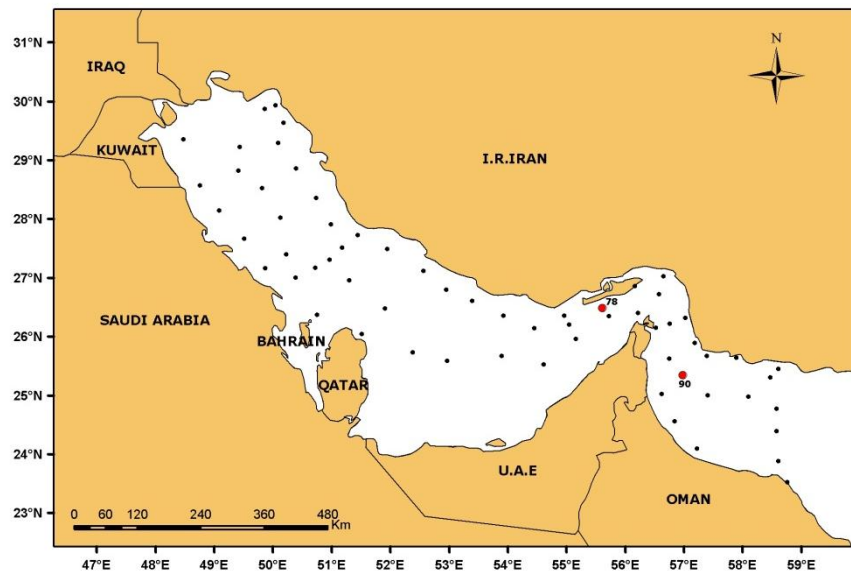 N
31°N
IRAQ
30°N
KUWAIT
29°N
I.R.IRAN
28°N
27°N
78
SAUDI ARABIA
26°N
BAHRAIN
QATAR
90
25°N
24°N
U.A.E
OMAN
23°N
0 60 120 240 360 480
Km
47°E 48°E 49°E 50°E 51°E 52°E 53°E 54°E 55°E 56°E 57°E 58°E 59°E